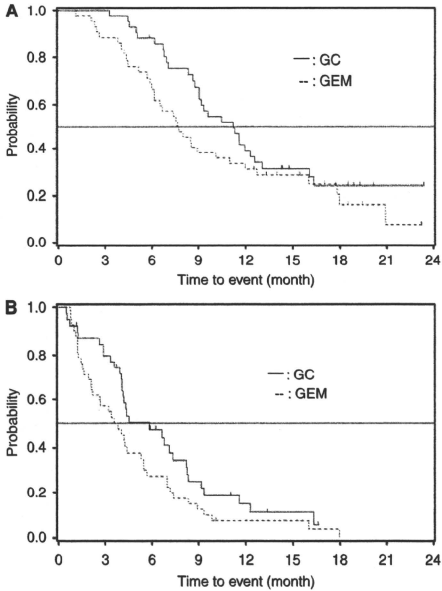 A
1.0
0.8
0.6
0.4
0.2
0.0
Probability
— : GC
---- : GEM
0 3 6 9 12 15 18 21 24
Time to event (month)
B
1.0
0.8
0.6
0.4
0.2
0.0
Probability
— : GC
---- : GEM
0 3 6 9 12 15 18 21 24
Time to event (month)